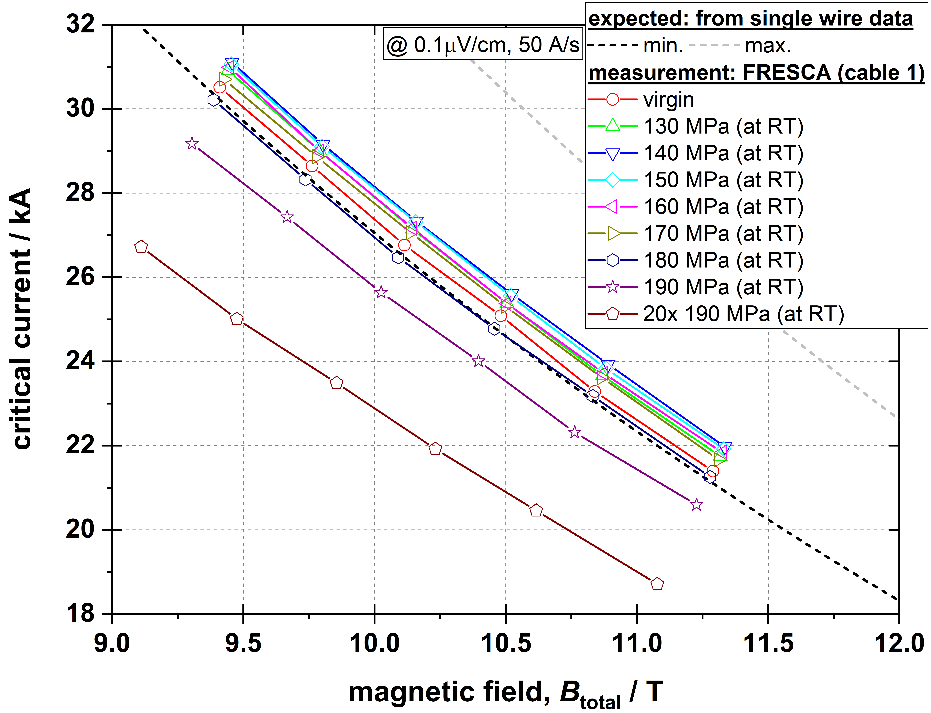 32
30
28
26
24
22
20
18
critical current / kA
9.0 9.5 10.0 10.5 11.0 11.5 12.0
magnetic field, Btotal / T
@ 0.1μV/cm, 50 A/s
expected: from single wire data
min. max.
measurement: FRESCA (cable 1)
virgin
130 MPa (at RT)
140 MPa (at RT)
150 MPa (at RT)
160 MPa (at RT)
170 MPa (at RT)
180 MPa (at RT)
190 MPa (at RT)
20x 190 MPa (at RT)